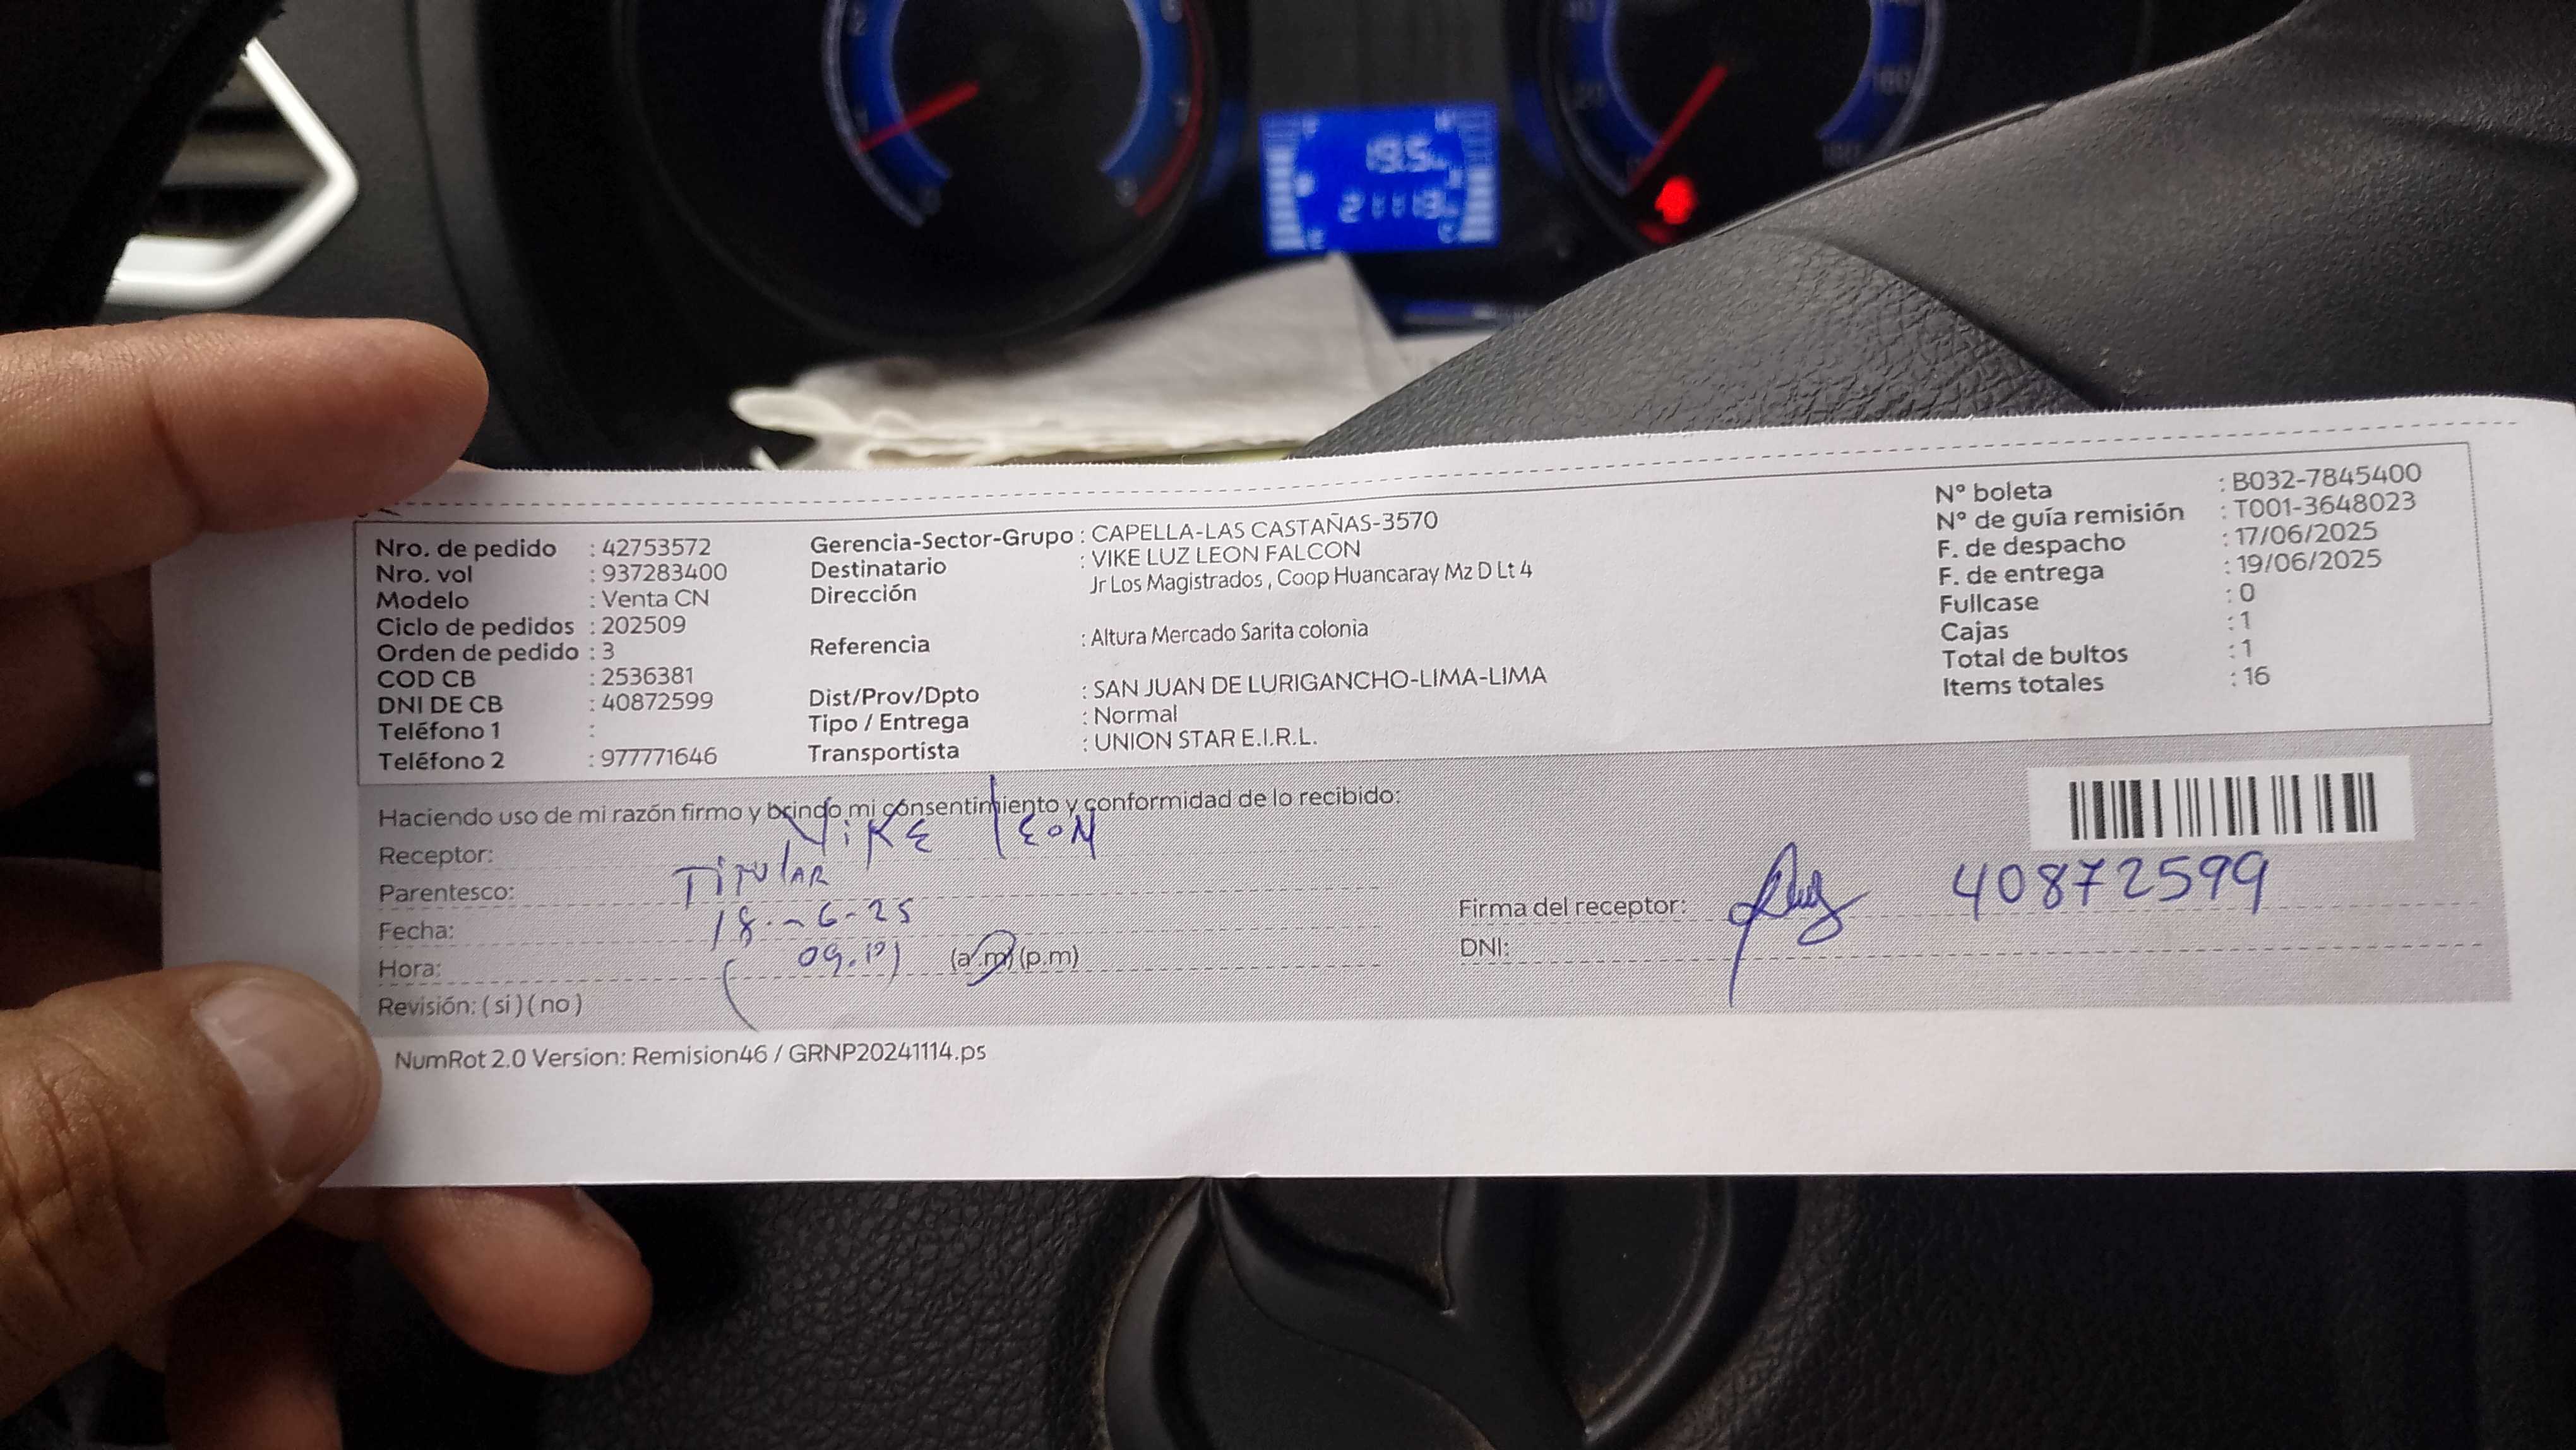 19.5
21113
Nro. de pedido : 42753572
Nro. vol : 937283400
Modelo : Venta CN
Ciclo de pedidos : 202509
Orden de pedido : 3
COD CB : 2536381
DNI DE CB : 40872599
Teléfono 1 :
Teléfono 2 : 977771646
Gerencia-Sector-Grupo : CAPELLA-LAS CASTAÑAS-3570
Destinatario : VIKE LUZ LEON FALCON
Dirección Jr Los Magistrados , Coop Huancaray Mz D Lt 4
Referencia : Altura Mercado Sarita colonia
Dist/Prov/Dpto : SAN JUAN DE LURIGANCHO-LIMA-LIMA
Tipo / Entrega : Normal
Transportista : UNION STAR E.I.R.L.
Nº boleta : B032-7845400
Nº de guía remisión : T001-3648023
F. de despacho : 17/06/2025
F. de entrega : 19/06/2025
Fullcase : 0
Cajas : 1
Total de bultos : 1
Items totales : 16
Haciendo uso de mi razón firmo y brindo mi consentimiento y conformidad de lo recibido:
Receptor: ViKE lEON
Parentesco: TiTulAR
Fecha: 18-6-25
Hora: (a.m) (p.m)
Revisión: ( si ) ( no )
Firma del receptor: 40872599
DNI:
NumRot 2.0 Version: Remision46 / GRNP20241114.ps